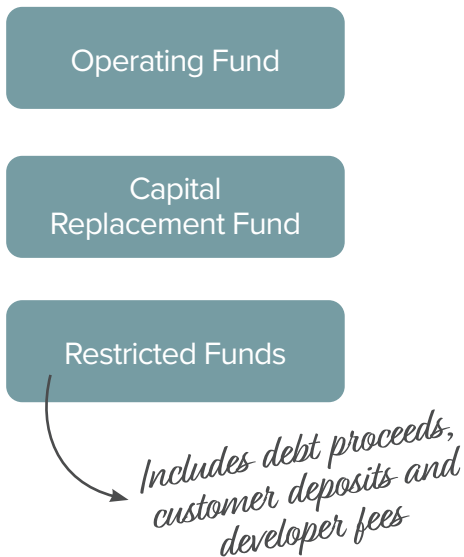 Operating Fund
Capital
Replacement Fund
Restricted Funds
Includes debt proceeds,
customer deposits and
developer fees